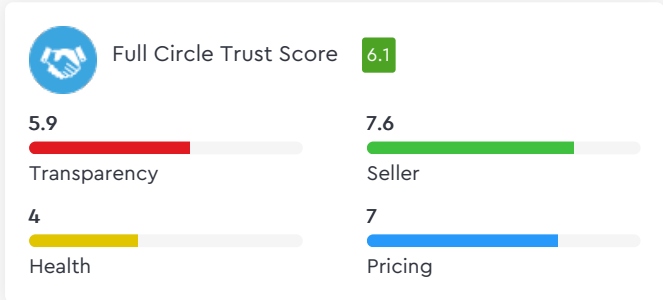 Full Circle Trust Score 6.1
5.9
Transparency
7.6
Seller
4
Health
7
Pricing